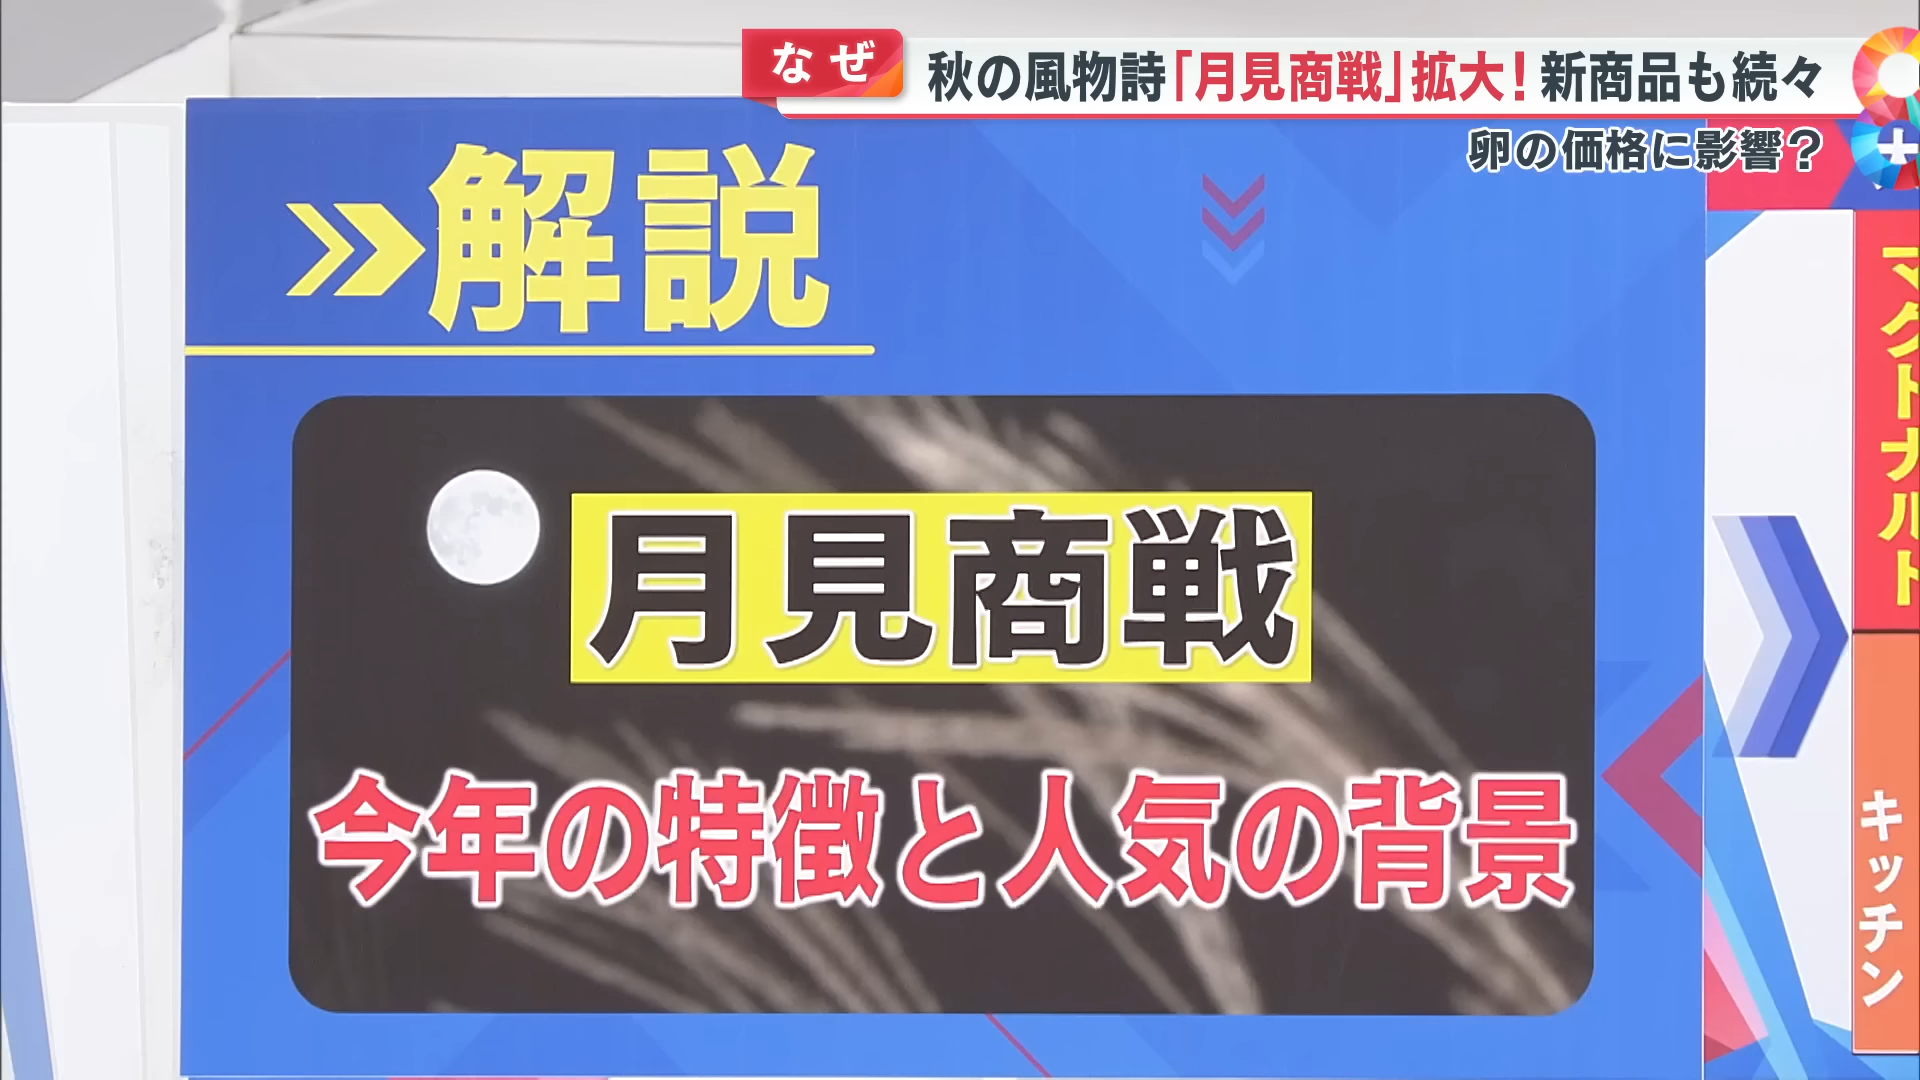 なぜ
秋の風物詩「月見商戦」拡大！新商品も続々
卵の価格に影響？
解説
月見商戦
今年の特徴と人気の背景
マクドナルド
キッチン